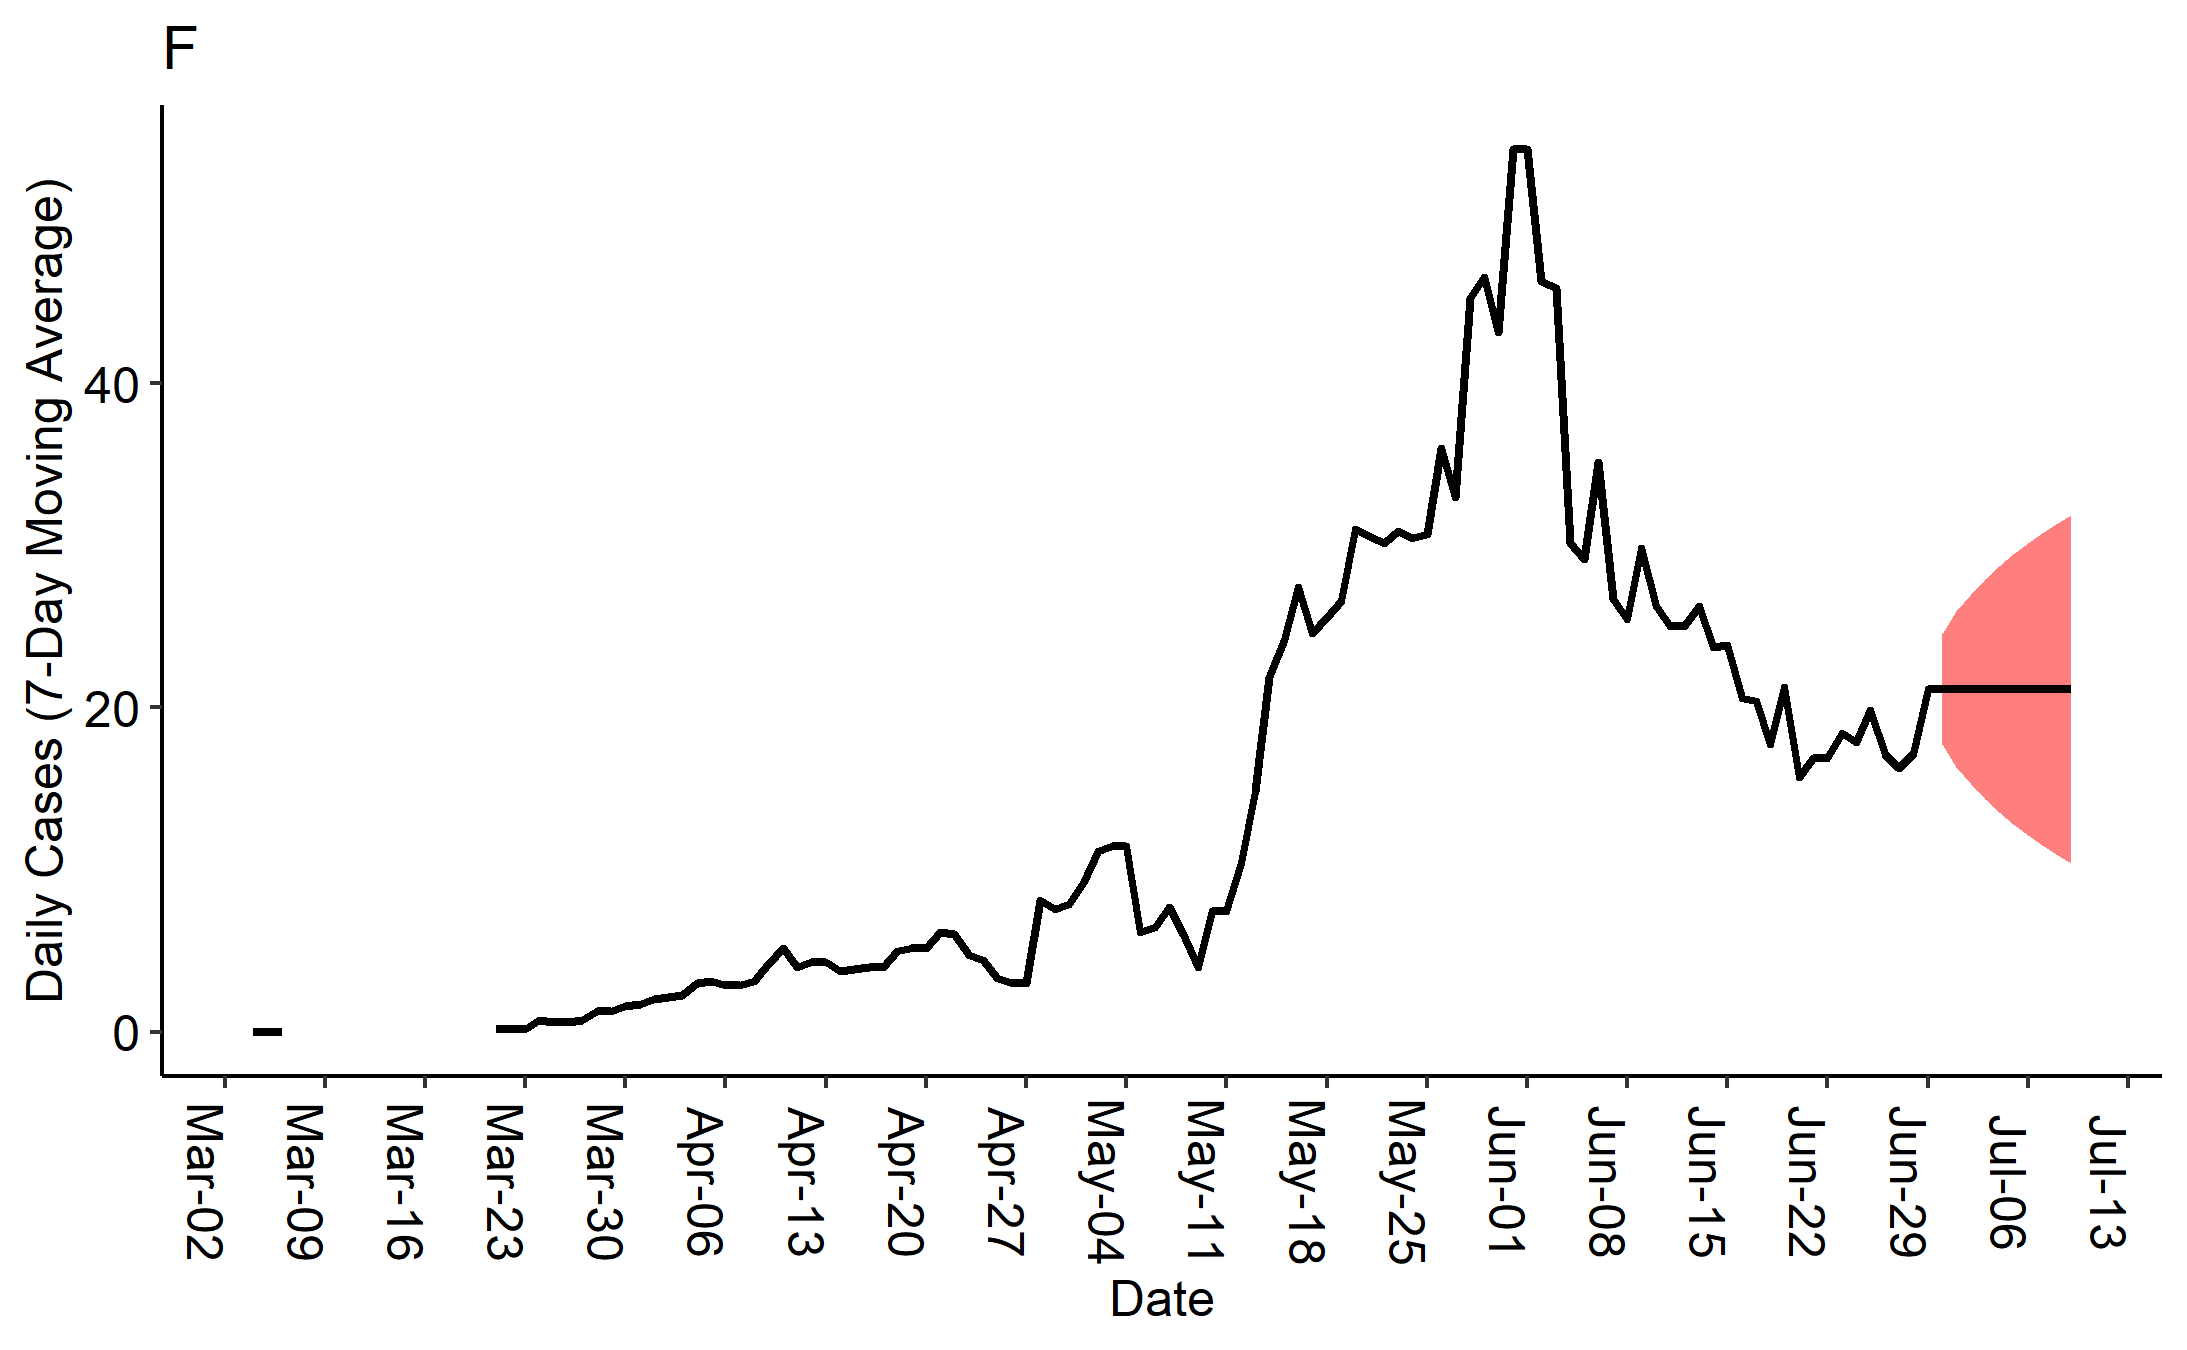 F
Daily Cases (7-Day Moving Average)
40
20
0
Mar-02
Mar-09
Mar-16
Mar-23
Mar-30
Apr-06
Apr-13
Apr-20
Apr-27
May-04
May-11
May-18
May-25
Jun-01
Jun-08
Jun-15
Jun-22
Jun-29
Jul-06
Jul-13
Date